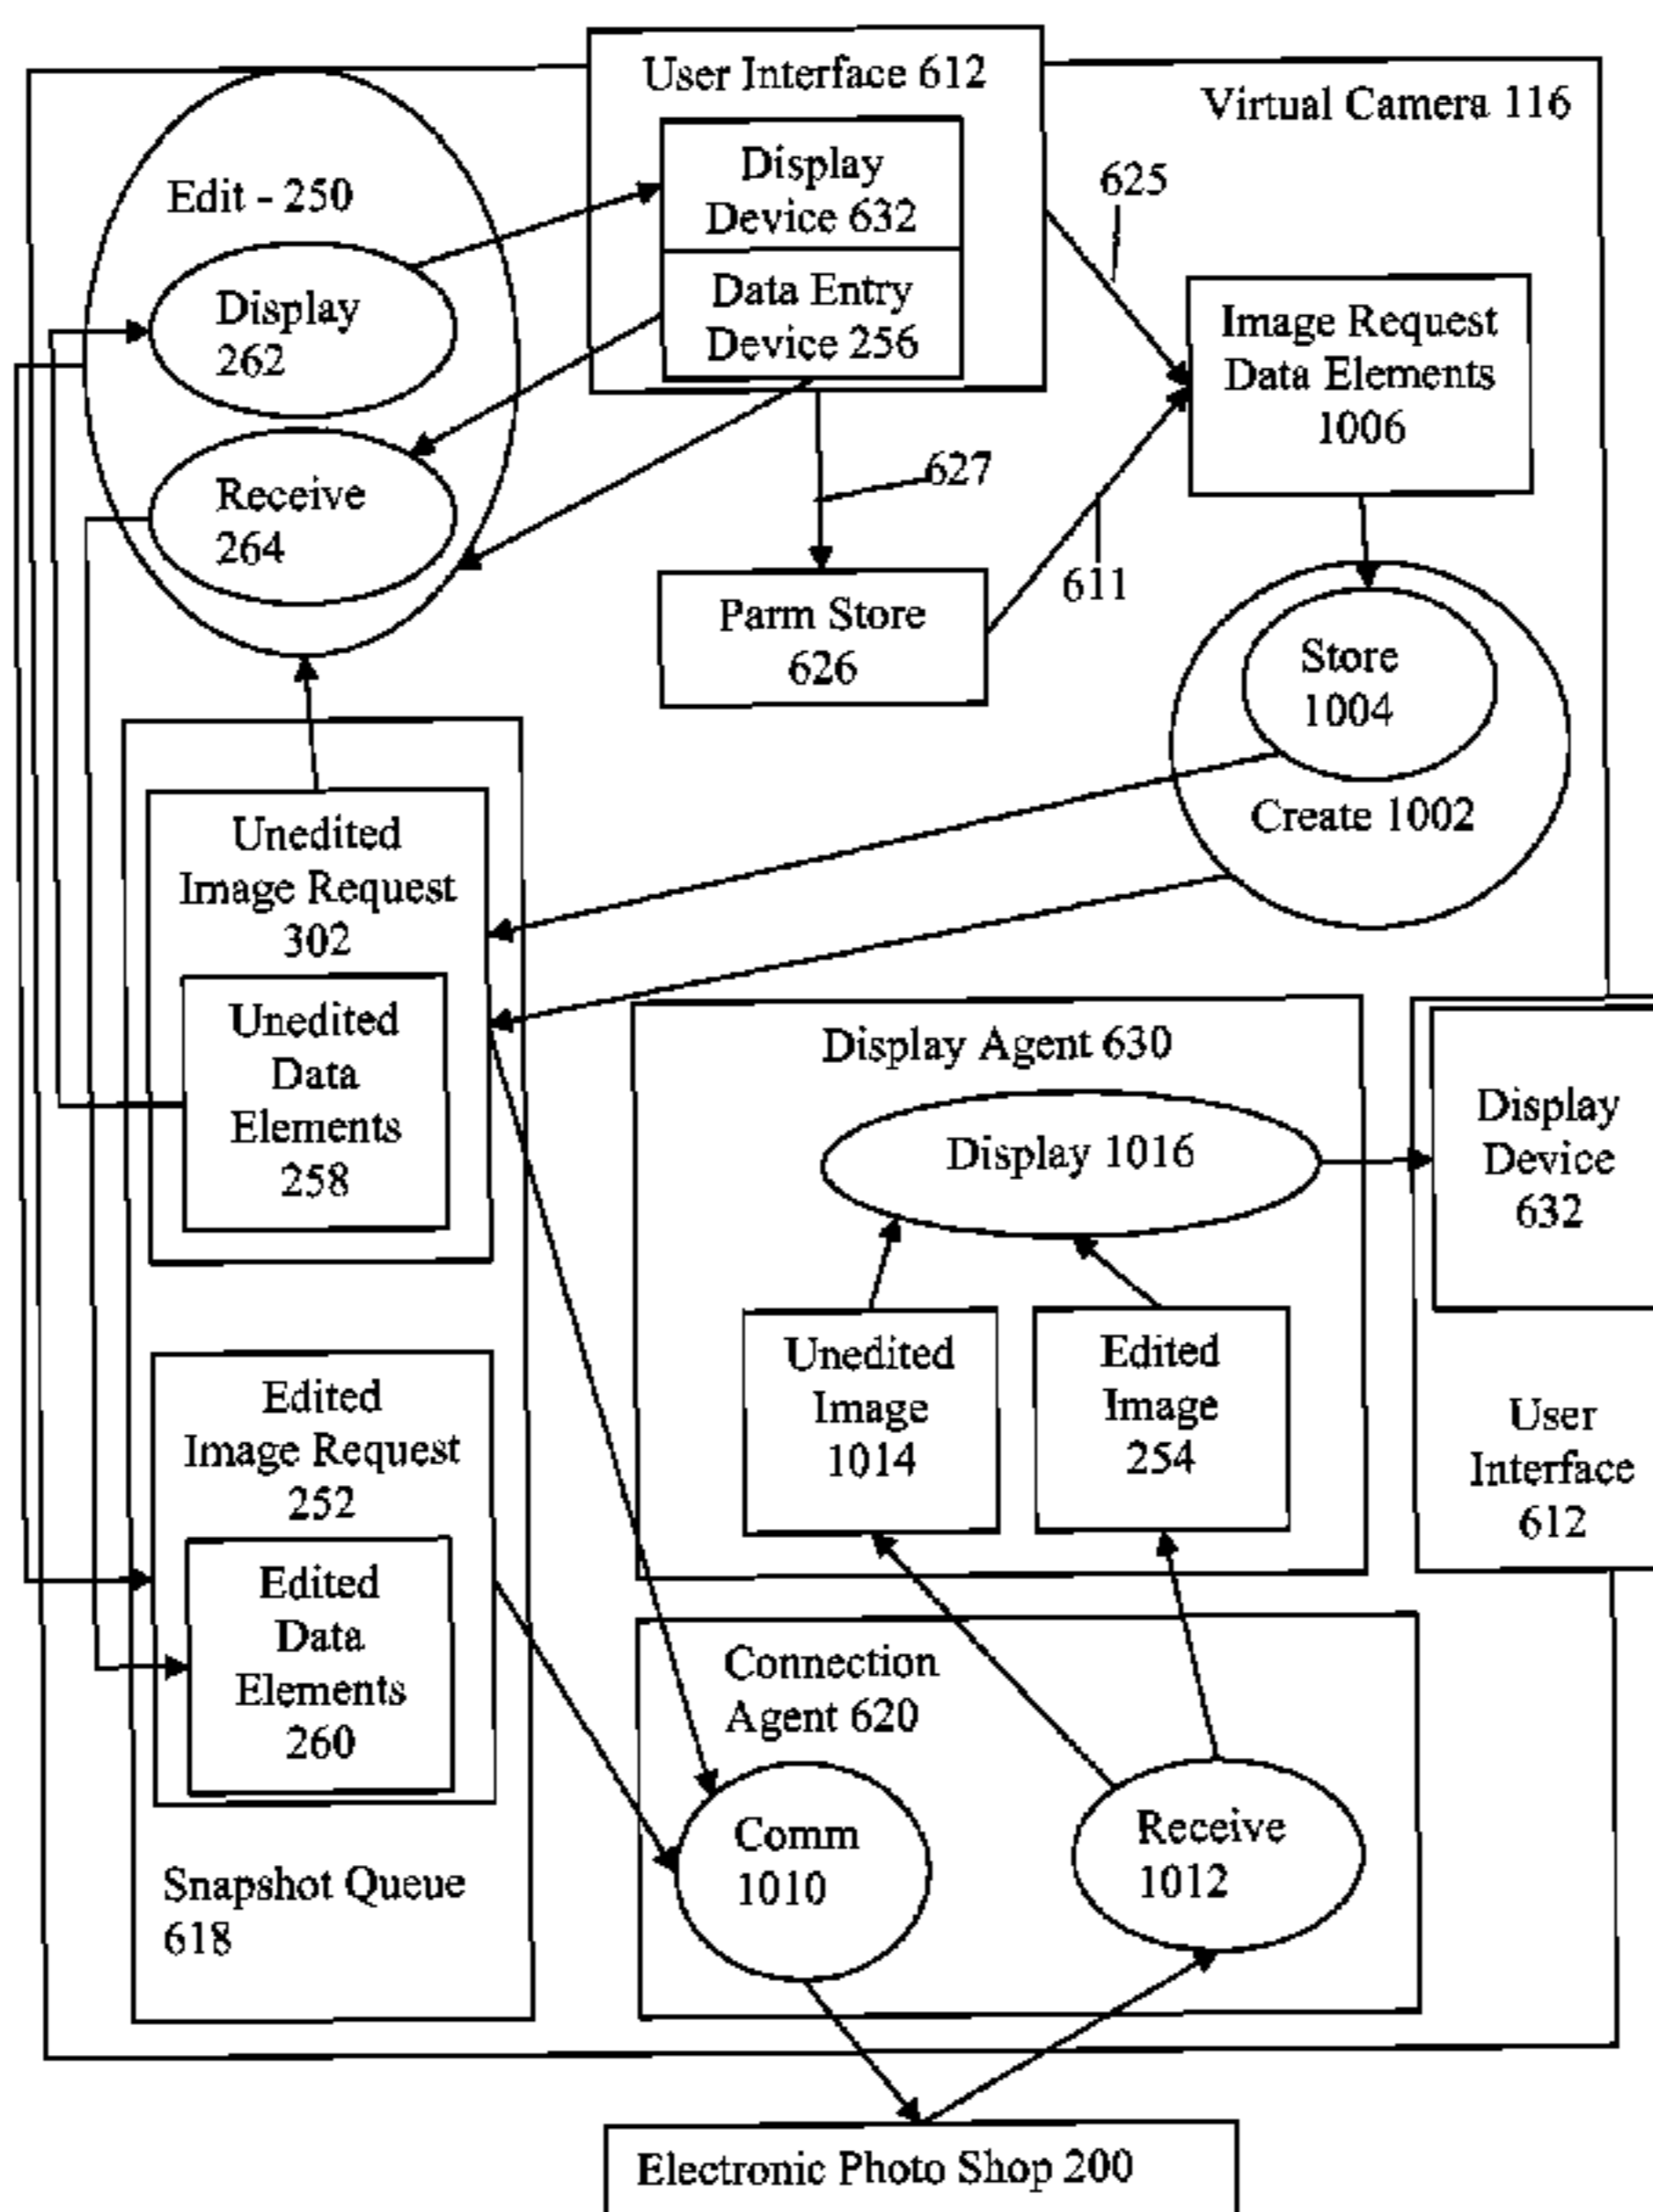 User Interface 612
Virtual Camera 116
Display
Device 632
Data Entry
Device 256
625
Edit - 250
Display
262
Receive
264
Image Request
Data Elements
1006
627
611
Parm Store
626
Store
1004
Create 1002
Unedited
Image Request
302
Unedited
Data
Elements
258
Display Agent 630
Display 1016
Display
Device
632
Unedited
Image
1014
Edited
Image
254
User
Interface
612
Edited
Image Request
252
Edited
Data
Elements
260
Connection
Agent 620
Comm
1010
Receive
1012
Snapshot Queue
618
Electronic Photo Shop 200